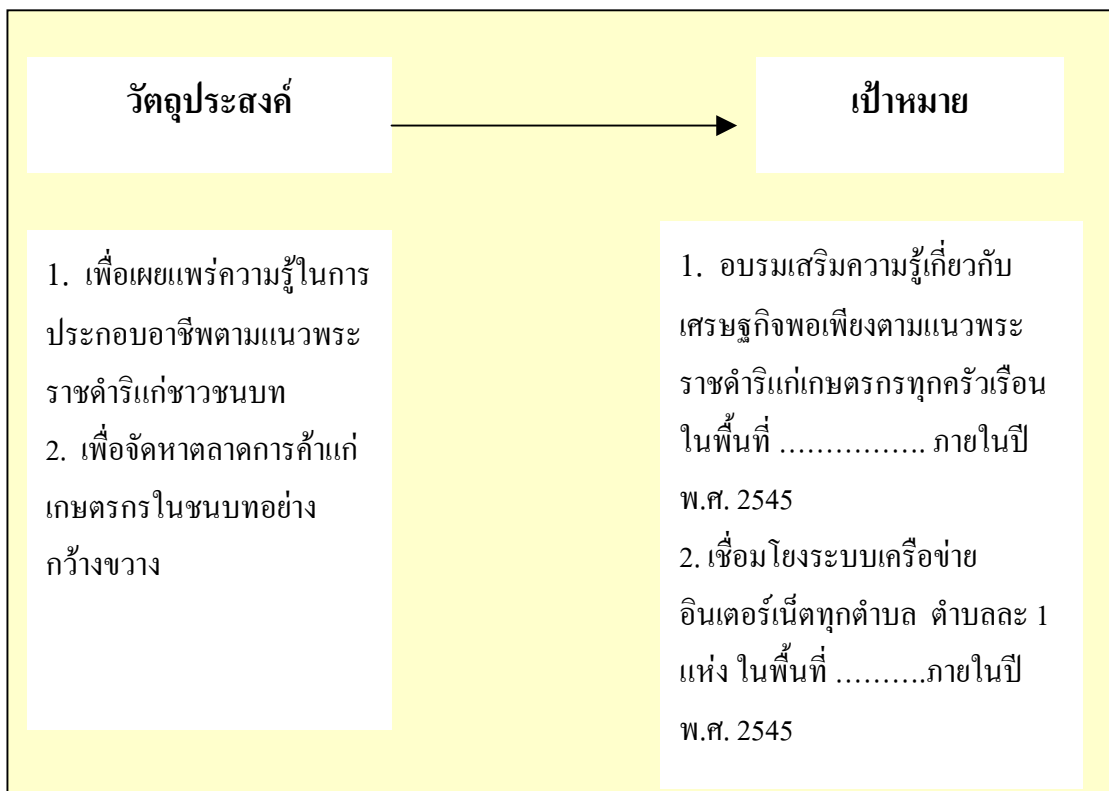 วัตถุประสงค์
เป้าหมาย
1.  เพื่อเผยแพร่ความรู้ในการ
ประกอบอาชีพตามแนวพระ
ราชดำริแก่ชาวชนบท
2.  เพื่อจัดหาตลาดการค้าแก่
เกษตรกรในชนบทอย่าง
กว้างขวาง
1.  อบรมเสริมความรู้เกี่ยวกับ
เศรษฐกิจพอเพียงตามแนวพระ
ราชดำริแก่เกษตรกรทุกครัวเรือน
ในพื้นที่ ……………. ภายในปี
พ.ศ. 2545
2. เชื่อมโยงระบบเครือข่าย
อินเตอร์เน็ตทุกตำบล  ตำบลละ 1
แห่ง ในพื้นที่ ……….ภายในปี
พ.ศ. 2545